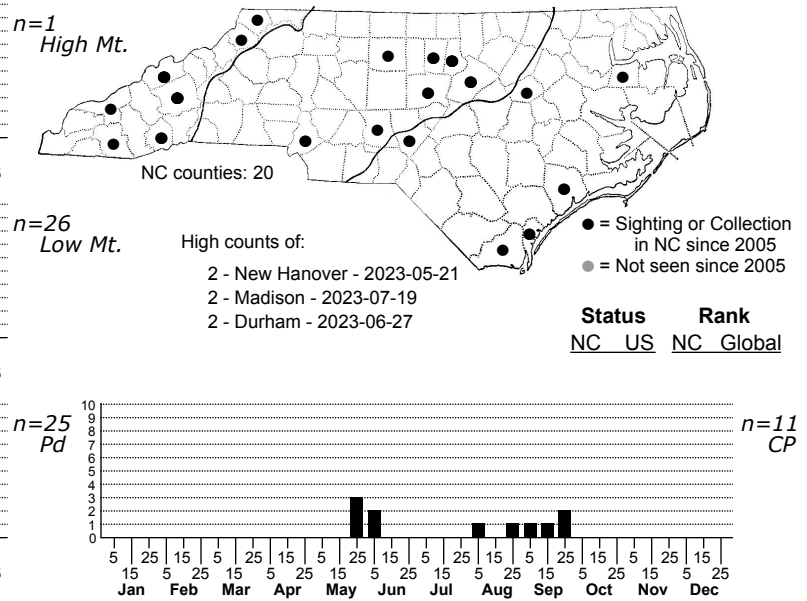 n=1
High Mt.
NC counties: 20
n=26
Low Mt.
High counts of:
2 - New Hanover - 2023-05-21
2 - Madison - 2023-07-19
2 - Durham - 2023-06-27
= Sighting or Collection
in NC since 2005
= Not seen since 2005
Status Rank
NC US NC Global
n=25
Pd
n=11
CP
10
9
8
7
6
5
4
3
2
1
0
5 25 15 5 25 15 5 25 15 5 25 15 5 25 15 5 25 15
15 5 25 15 5 25 15 5 25 15 5 25 15 5 25 15 5 25
Jan Feb Mar Apr May Jun Jul Aug Sep Oct Nov Dec